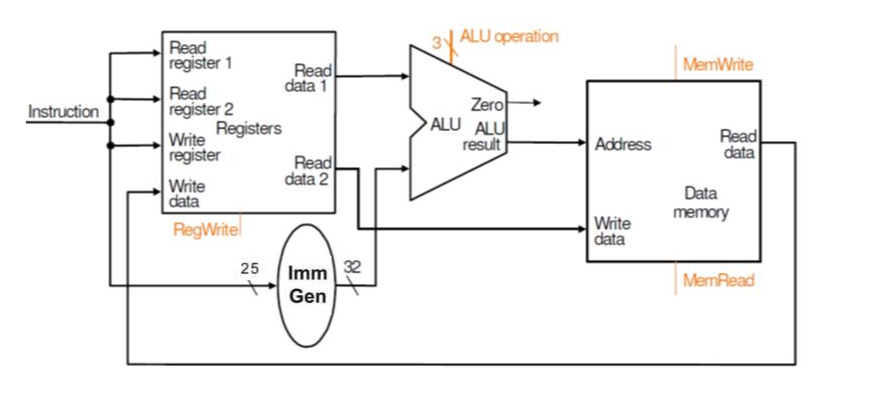 Instruction
Read
register 1
Read
register 2
Registers
Write
register
Write
data
Read
data 1
Read
data 2
RegWrite
25
Imm
Gen
32
3
ALU operation
Zero
ALU
ALU
result
MemWrite
Address
Read
data
Data
memory
Write
data
MemRead